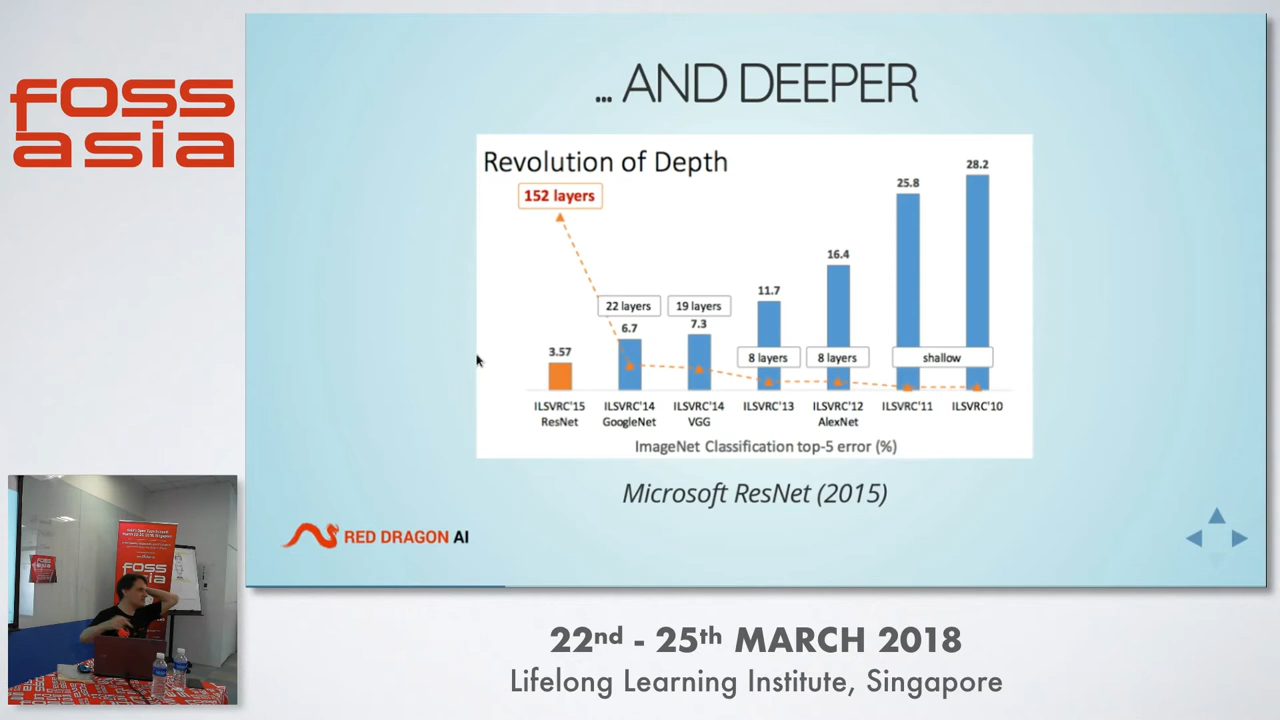 foss
asia
... AND DEEPER
Revolution of Depth
152 layers
28.2
25.8
16.4
11.7
22 layers
19 layers
6.7
7.3
3.57
8 layers
8 layers
shallow
ILSVRC'15
ResNet
ILSVRC'14
GoogleNet
ILSVRC'14
VGG
ILSVRC'13
ILSVRC'12
AlexNet
ILSVRC'11
ILSVRC'10
ImageNet Classification top-5 error (%)
Microsoft ResNet (2015)
RED DRAGON AI
foss
asia
22nd - 25th MARCH 2018
Lifelong Learning Institute, Singapore